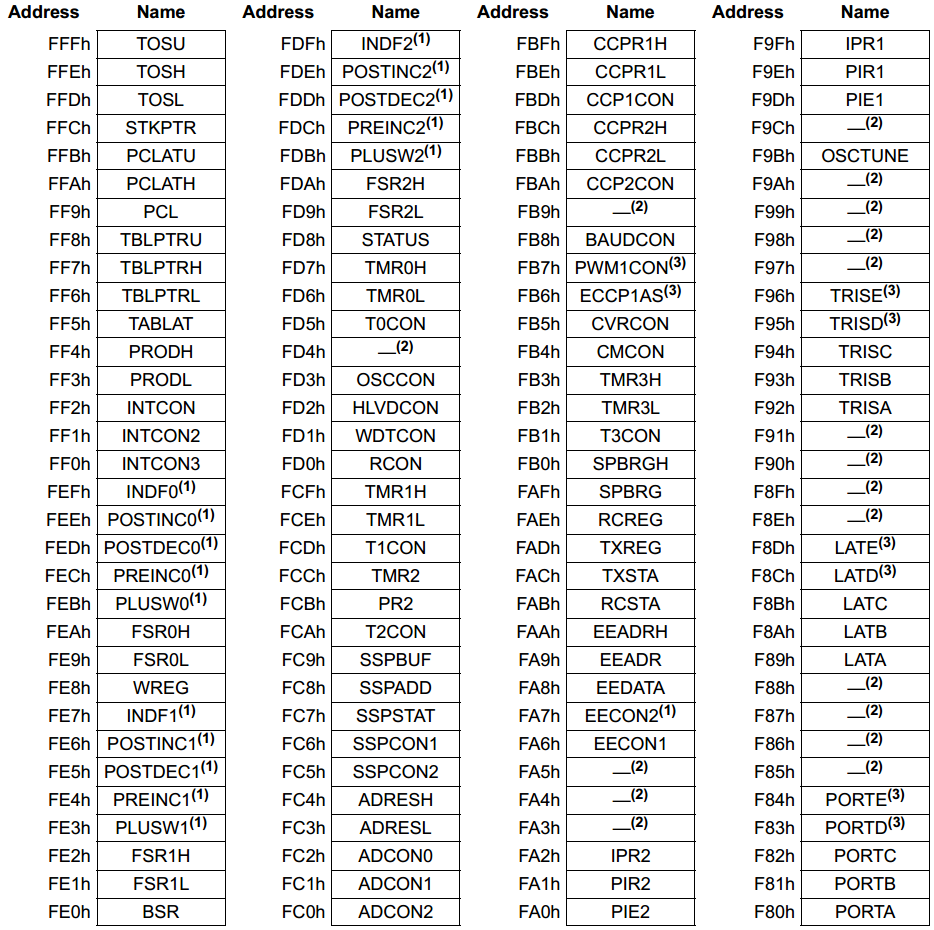 Address Name Address Name Address Name Address Name
FFFh TOSU FDFh INDF2(1) FBFh CCPR1H F9Fh IPR1
FFEh TOSH FDEh POSTINC2(1) FBEh CCPR1L F9Eh PIR1
FFDh TOSL FDDh POSTDEC2(1) FBDh CCP1CON F9Dh PIE1
FFCh STKPTR FDCh PREINC2(1) FBCh CCPR2H F9Ch —(2)
FFBh PCLATU FDBh PLUSW2(1) FBBh CCPR2L F9Bh OSCTUNE
FFAh PCLATH FDAh FSR2H FBAh CCP2CON F9Ah —(2)
FF9h PCL FD9h FSR2L FB9h —(2) F99h —(2)
FF8h TBLPTRU FD8h STATUS FB8h BAUDCON F98h —(2)
FF7h TBLPTRH FD7h TMR0H FB7h PWM1CON(3) F97h —(2)
FF6h TBLPTRL FD6h TMR0L FB6h ECCP1AS(3) F96h TRISE(3)
FF5h TABLAT FD5h T0CON FB5h CVRCON F95h TRISD(3)
FF4h PRODH FD4h —(2) FB4h CMCON F94h TRISC
FF3h PRODL FD3h OSCCON FB3h TMR3H F93h TRISB
FF2h INTCON FD2h HLVDCON FB2h TMR3L F92h TRISA
FF1h INTCON2 FD1h WDTCON FB1h T3CON F91h —(2)
FF0h INTCON3 FD0h RCON FB0h SPBRGH F90h —(2)
FEFh INDF0(1) FCFh TMR1H FAFh SPBRG F8Fh —(2)
FEEh POSTINC0(1) FCEh TMR1L FAEh RCREG F8Eh —(2)
FEDh POSTDEC0(1) FCDh T1CON FADh TXREG F8Dh LATE(3)
FECh PREINC0(1) FCCh TMR2 FACh TXSTA F8Ch LATD(3)
FEBh PLUSW0(1) FCBh PR2 FABh RCSTA F8Bh LATC
FEAh FSR0H FCAh T2CON FAAh EEADRH F8Ah LATB
FE9h FSR0L FC9h SSPBUF FA9h EEADR F89h LATA
FE8h WREG FC8h SSPADD FA8h EEDATA F88h —(2)
FE7h INDF1(1) FC7h SSPSTAT FA7h EECON2(1) F87h —(2)
FE6h POSTINC1(1) FC6h SSPCON1 FA6h EECON1 F86h —(2)
FE5h POSTDEC1(1) FC5h SSPCON2 FA5h —(2) F85h —(2)
FE4h PREINC1(1) FC4h ADRESH FA4h —(2) F84h PORTE(3)
FE3h PLUSW1(1) FC3h ADRESL FA3h —(2) F83h PORTD(3)
FE2h FSR1H FC2h ADCON0 FA2h IPR2 F82h PORTC
FE1h FSR1L FC1h ADCON1 FA1h PIR2 F81h PORTB
FE0h BSR FC0h ADCON2 FA0h PIE2 F80h PORTA